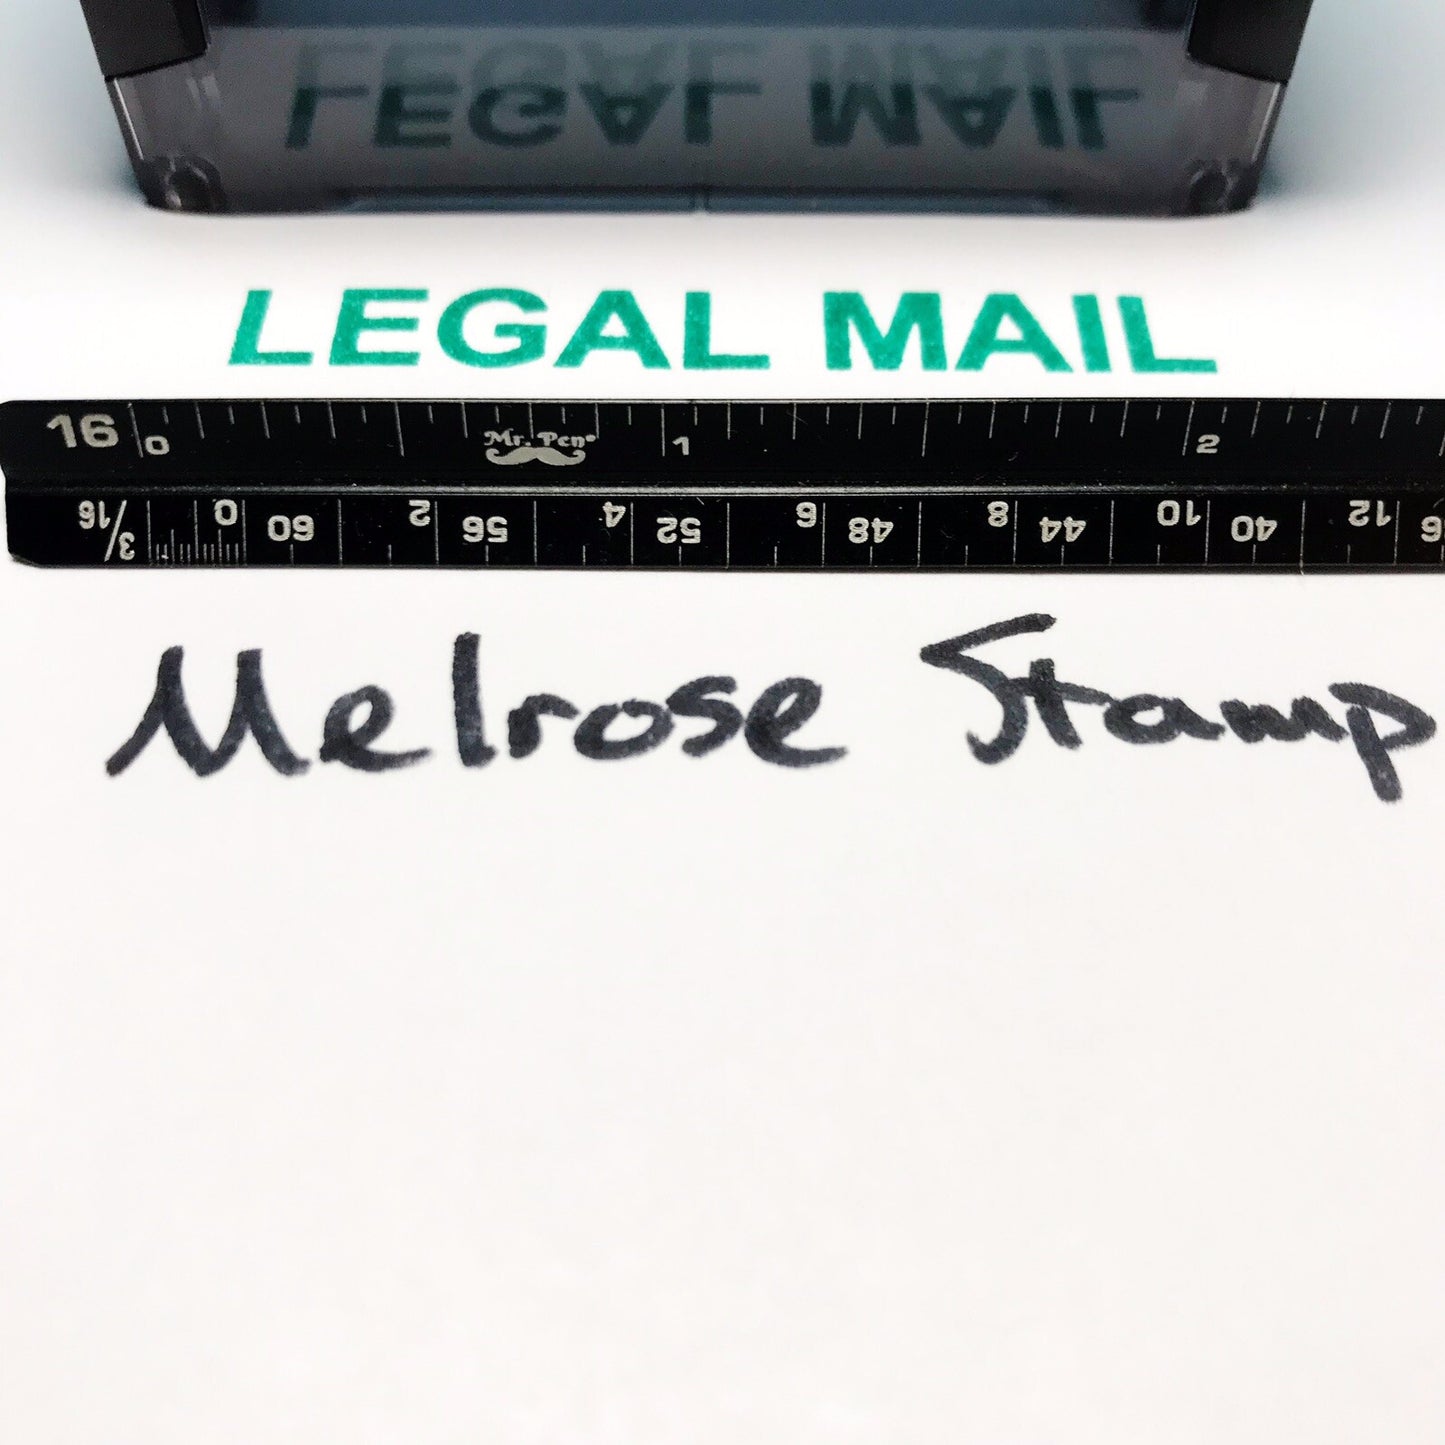 LEGAL MAIL
LEGAL MAIL
16 0 Mr. Pen® 1 2
3/16 0 60 2 56 4 52 6 48 8 44 10 40 12
Melrose Stamp